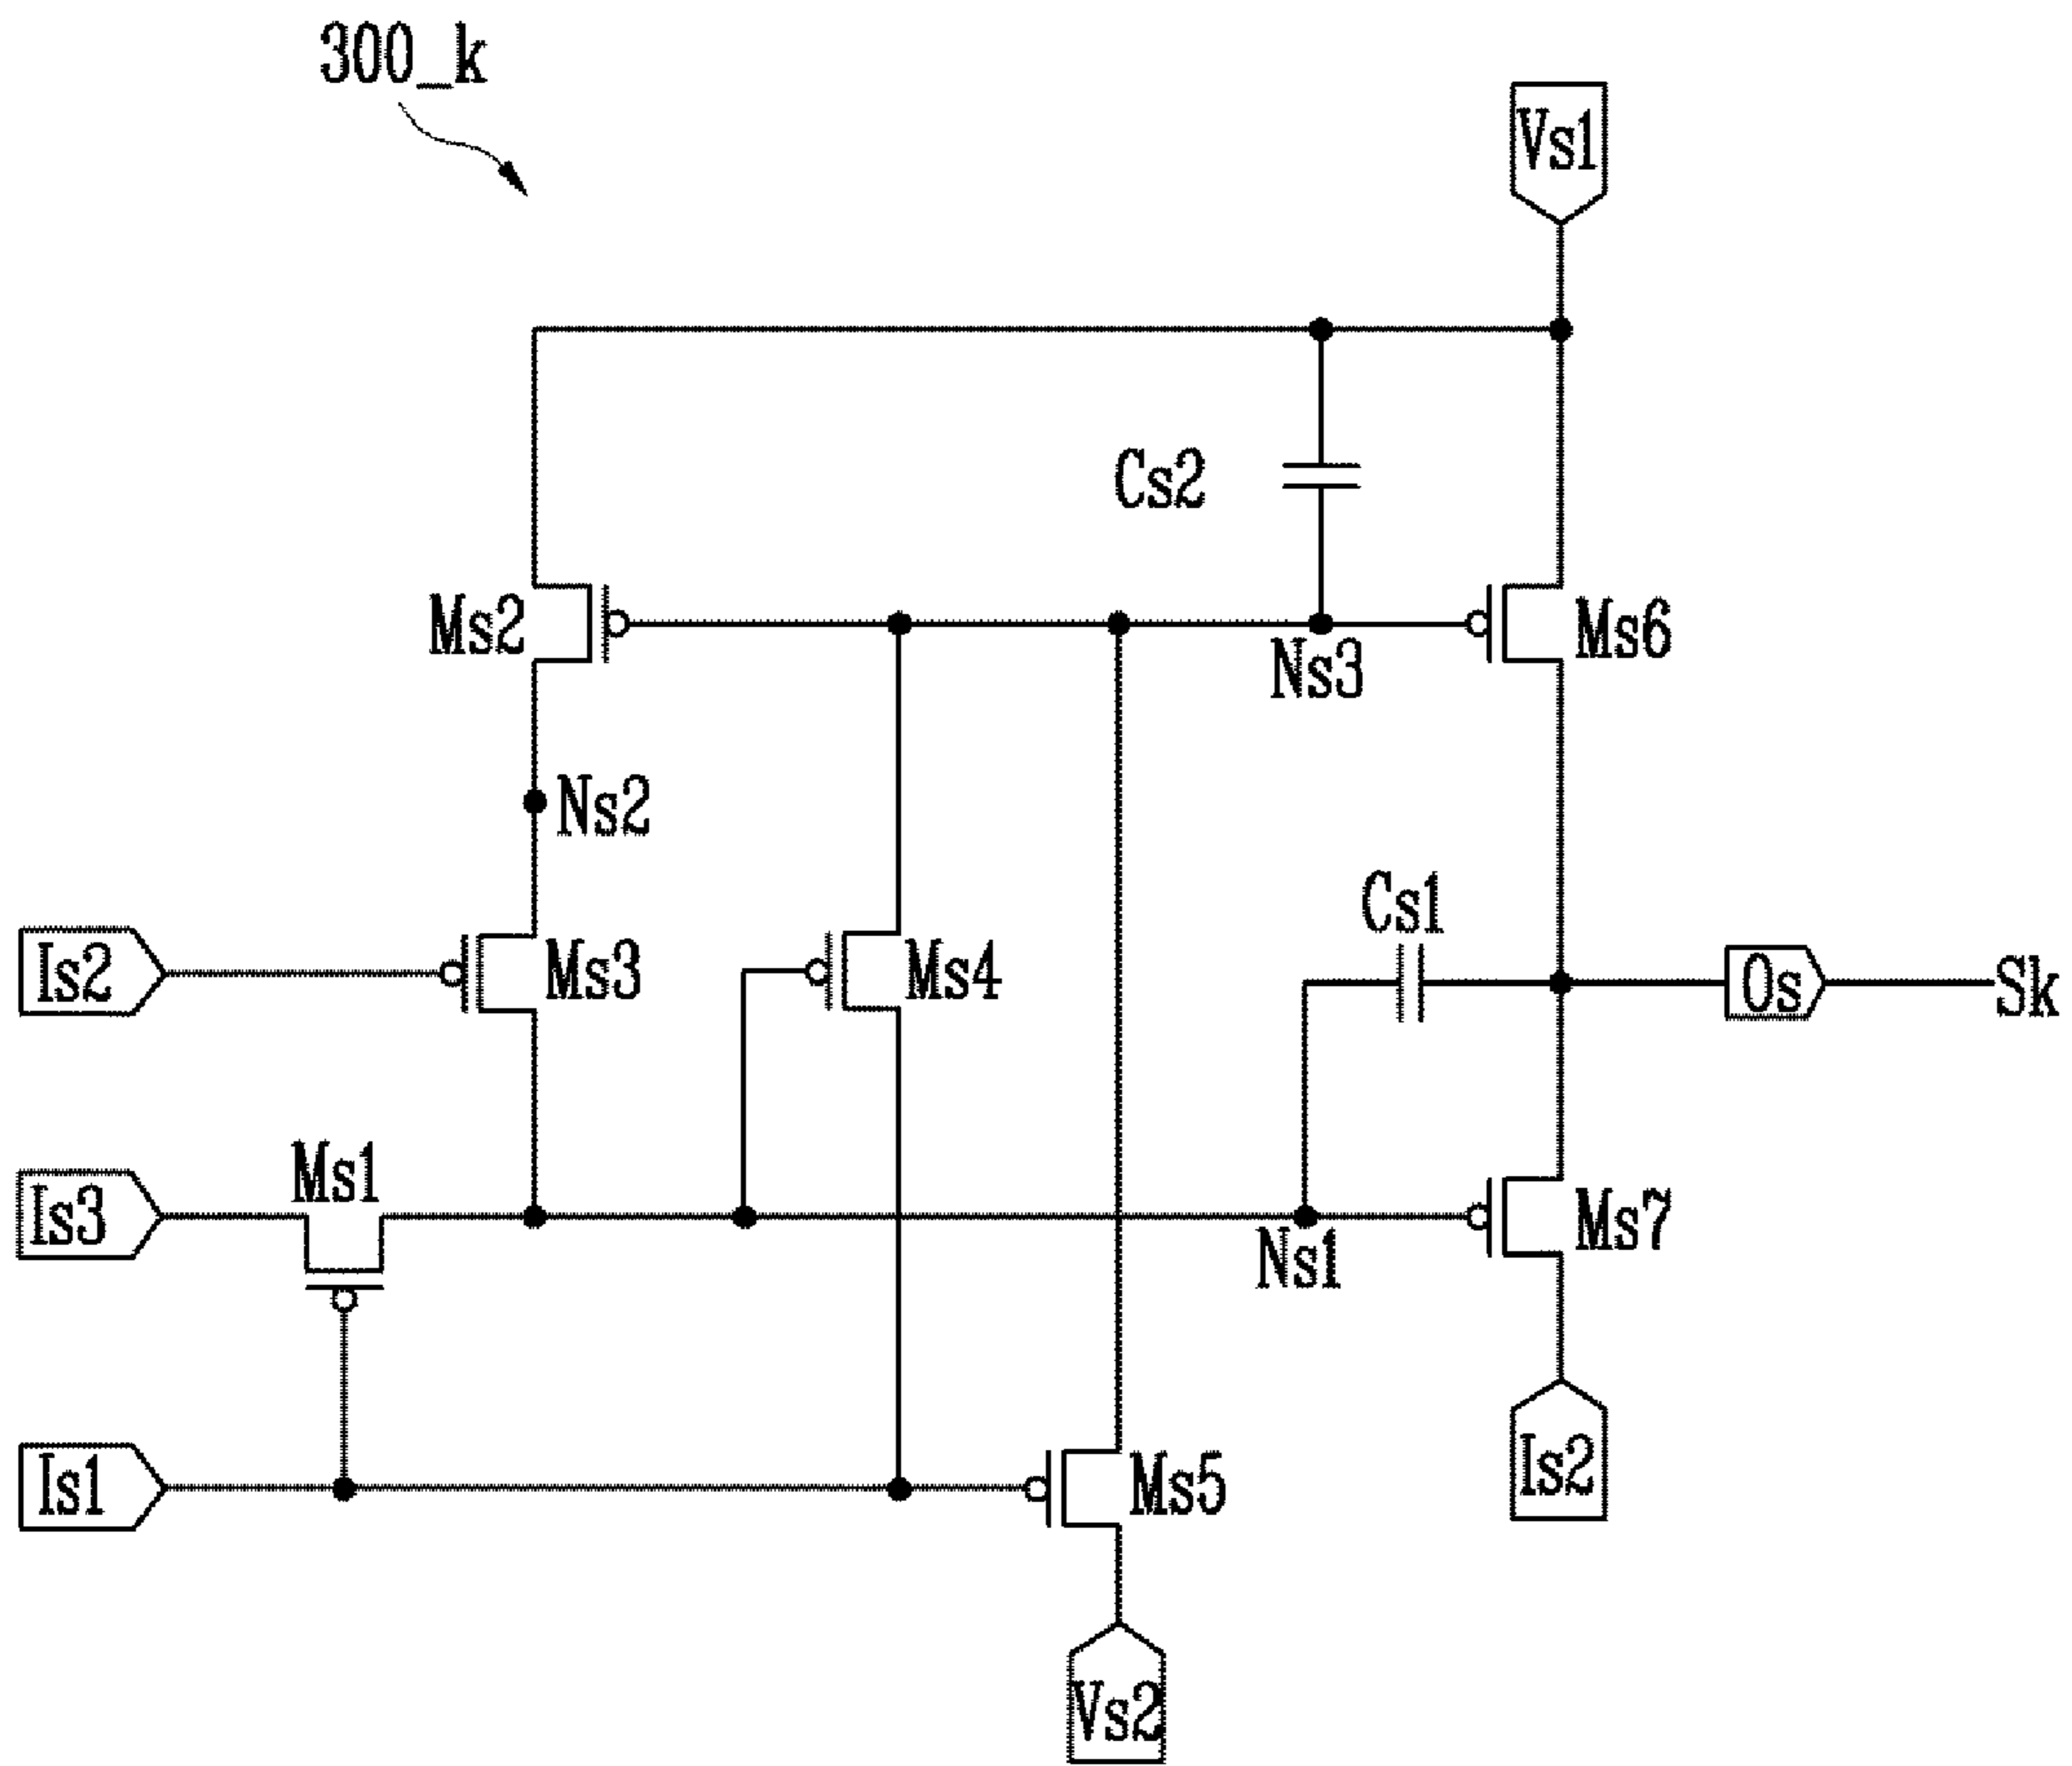 300_k
Vs1
Cs2
Ms2
Ns3
Ms6
Ns2
Cs1
Is2
Ms3
Ms4
Os
Sk
Ms1
Is3
Ns1
Ms7
Is1
Ms5
Is2
Vs2